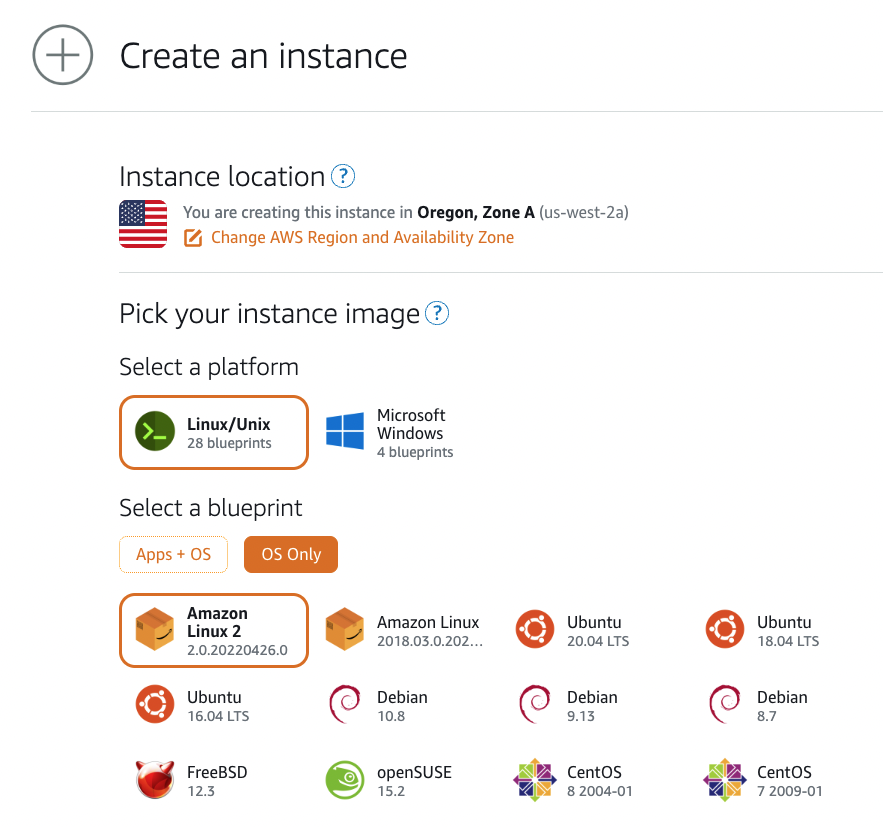 Create an instance
Instance location ?
You are creating this instance in Oregon, Zone A (us-west-2a)
Change AWS Region and Availability Zone
Pick your instance image ?
Select a platform
Linux/Unix
28 blueprints
Microsoft
Windows
4 blueprints
Select a blueprint
Apps + OS
OS Only
Amazon
Linux 2
2.0.20220426.0
Amazon Linux
2018.03.0.202...
Ubuntu
20.04 LTS
Ubuntu
18.04 LTS
Ubuntu
16.04 LTS
Debian
10.8
Debian
9.13
Debian
8.7
FreeBSD
12.3
openSUSE
15.2
CentOS
8 2004-01
CentOS
7 2009-01